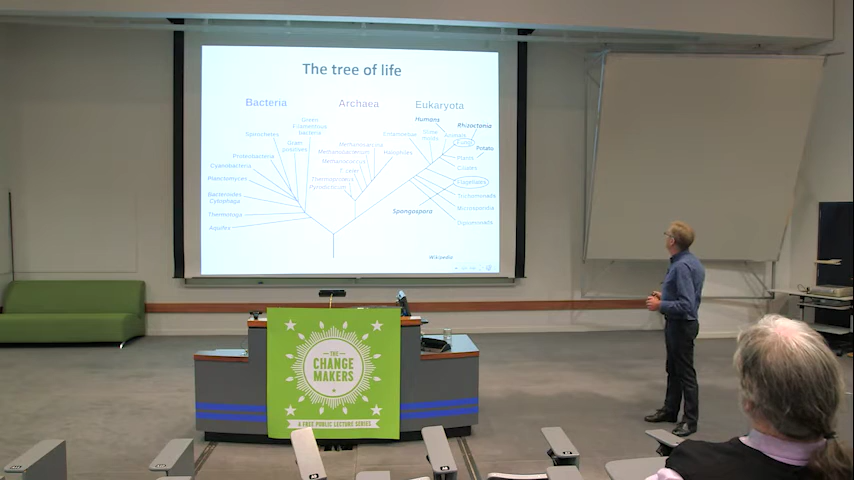 The tree of life
Bacteria
Archaea
Eukaryota
Green
Filamentous
bacteria
Spirochetes
Gram
positives
Proteobacteria
Cyanobacteria
Planctomyces
Bacteroides
Cytophaga
Thermotoga
Aquifex
Methanosarcina
Methanobacterium
Methanococcus
T. celer
Thermoproteus
Pyrodicticum
Halophiles
Entamoebae
Slime
molds
Humans
Animals
Rhizoctonia
Fungi
Potato
Plants
Ciliates
Flagellates
Trichomonads
Microsporidia
Diplomonads
Spongospora
Wikipedia
THE
CHANGE
MAKERS
A FREE PUBLIC LECTURE SERIES